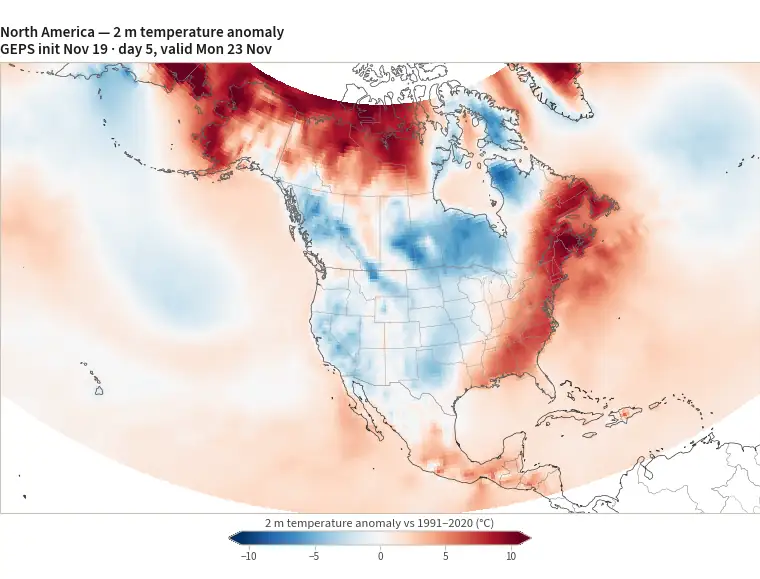 North America — 2 m temperature anomaly
GEPS init Nov 19 · day 5, valid Mon 23 Nov
2 m temperature anomaly vs 1991–2020 (°C)
−10 −5 0 5 10